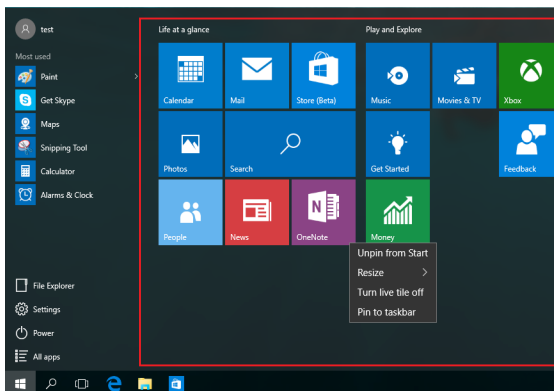 test
Most used
Paint
Get Skype
Maps
Snipping Tool
Calculator
Alarms & Clock
File Explorer
Settings
Power
All apps
Life at a glance
Calendar
Mail
Store (Beta)
Photos
Search
People
News
OneNote
Play and Explore
Music
Movies & TV
Xbox
Get Started
Feedback
Money
Unpin from Start
Resize
Turn live tile off
Pin to taskbar